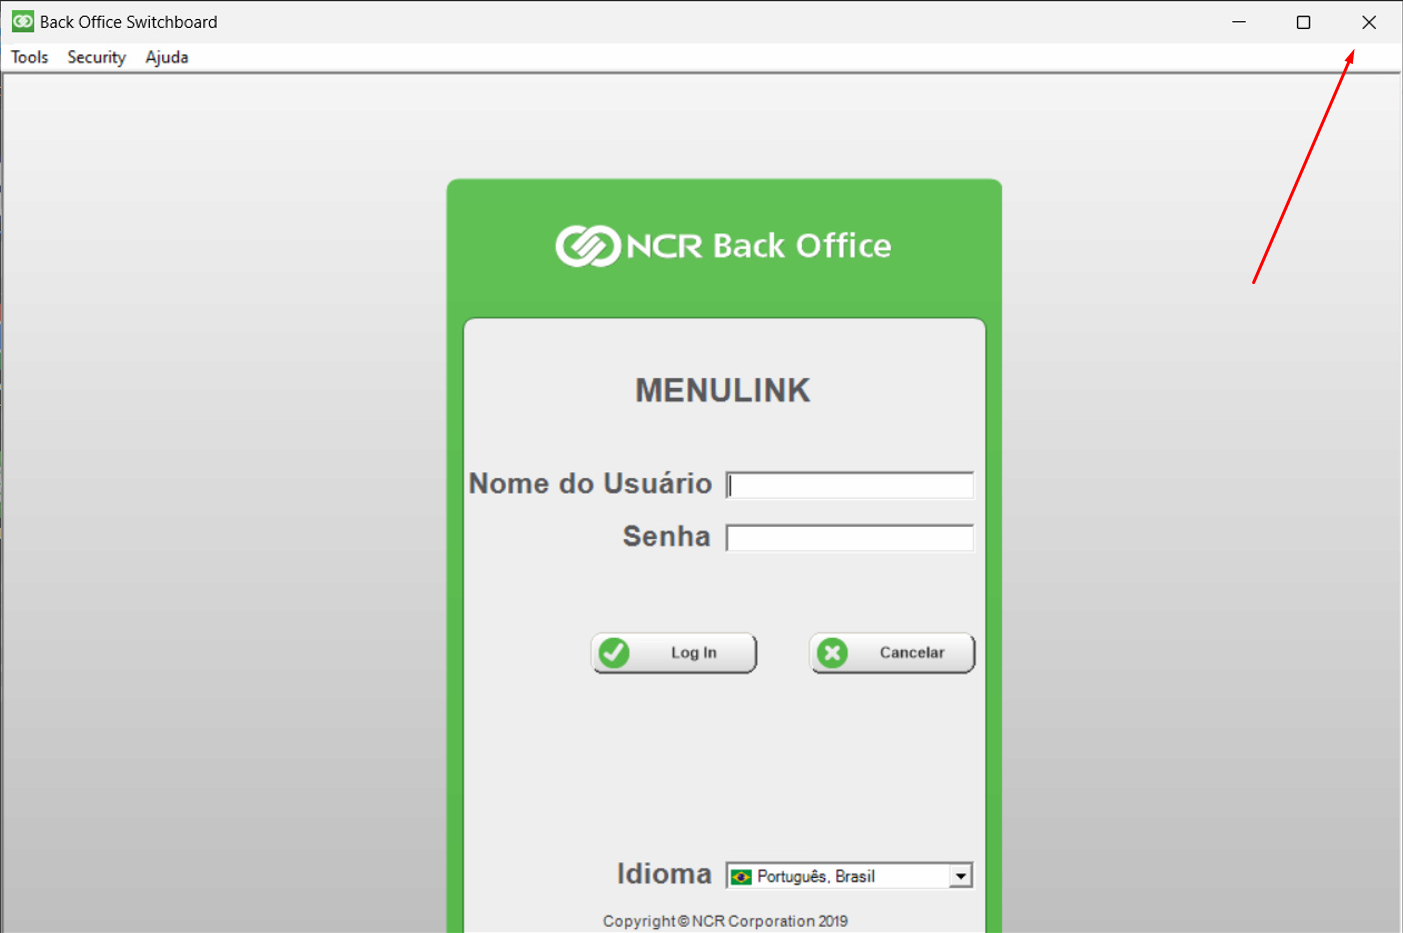 Back Office Switchboard
Tools Security Ajuda
NCR Back Office
MENULINK
Nome do Usuário
Senha
Log In Cancelar
Idioma Português, Brasil
Copyright © NCR Corporation 2019